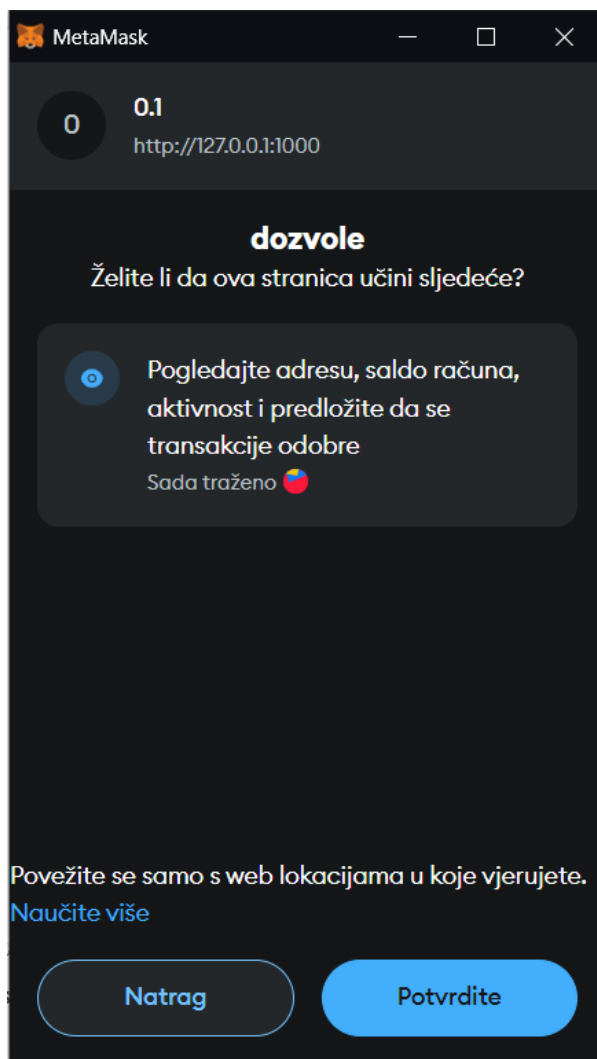 MetaMask
0
0.1
http://127.0.0.1:1000
dozvole
Želite li da ova stranica učini sljedeće?
Pogledajte adresu, saldo računa,
aktivnost i predložite da se
transakcije odobre
Sada traženo
Povežite se samo s web lokacijama u koje vjerujete.
Naučite više
Natrag
Potvrdite